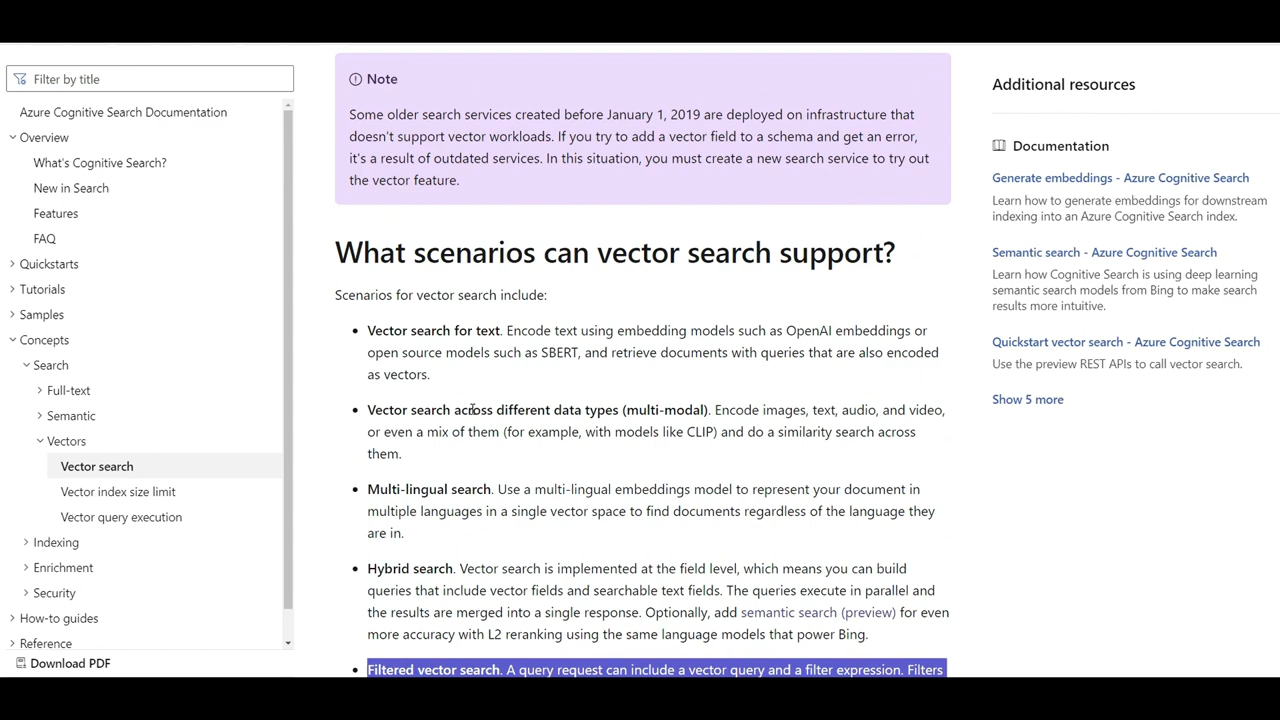 Filter by title
Azure Cognitive Search Documentation
Overview
What's Cognitive Search?
New in Search
Features
FAQ
Quickstarts
Tutorials
Samples
Concepts
Search
Full-text
Semantic
Vectors
Vector search
Vector index size limit
Vector query execution
Indexing
Enrichment
Security
How-to guides
Reference
Download PDF
Note
Some older search services created before January 1, 2019 are deployed on infrastructure that
doesn't support vector workloads. If you try to add a vector field to a schema and get an error,
it's a result of outdated services. In this situation, you must create a new search service to try out
the vector feature.
What scenarios can vector search support?
Scenarios for vector search include:
• Vector search for text. Encode text using embedding models such as OpenAI embeddings or
open source models such as SBERT, and retrieve documents with queries that are also encoded
as vectors.
• Vector search across different data types (multi-modal). Encode images, text, audio, and video,
or even a mix of them (for example, with models like CLIP) and do a similarity search across
them.
• Multi-lingual search. Use a multi-lingual embeddings model to represent your document in
multiple languages in a single vector space to find documents regardless of the language they
are in.
• Hybrid search. Vector search is implemented at the field level, which means you can build
queries that include vector fields and searchable text fields. The queries execute in parallel and
the results are merged into a single response. Optionally, add semantic search (preview) for even
more accuracy with L2 reranking using the same language models that power Bing.
• Filtered vector search. A query request can include a vector query and a filter expression. Filters
Additional resources
Documentation
Generate embeddings - Azure Cognitive Search
Learn how to generate embeddings for downstream
indexing into an Azure Cognitive Search index.
Semantic search - Azure Cognitive Search
Learn how Cognitive Search is using deep learning
semantic search models from Bing to make search
results more intuitive.
Quickstart vector search - Azure Cognitive Search
Use the preview REST APIs to call vector search.
Show 5 more